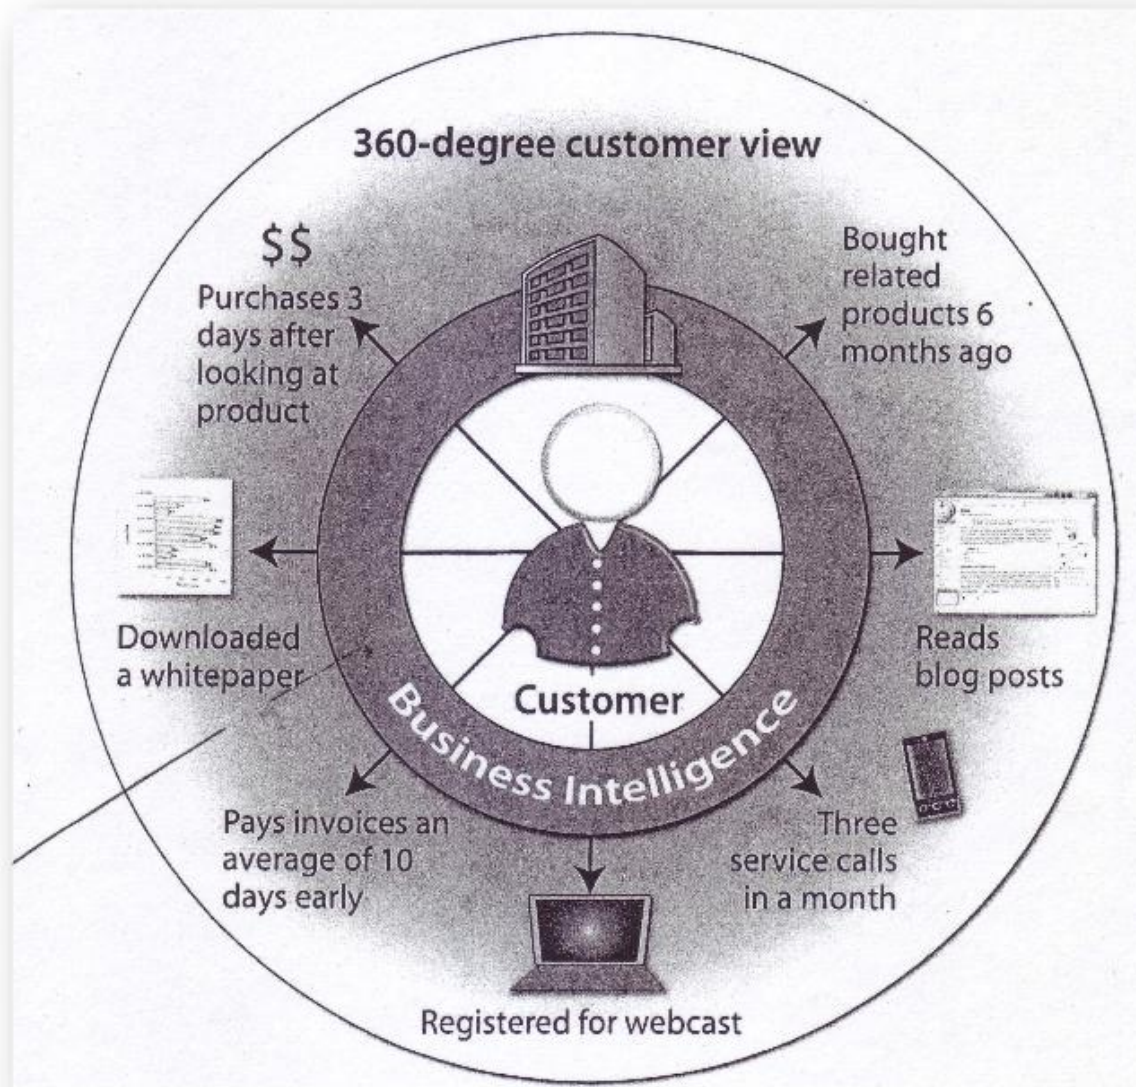 360-degree customer view
$$
Purchases 3
days after
looking at
product
Bought
related
products 6
months ago
Downloaded
a whitepaper
Reads
blog posts
Customer
Business Intelligence
Pays invoices an
average of 10
days early
Three
service calls
in a month
Registered for webcast